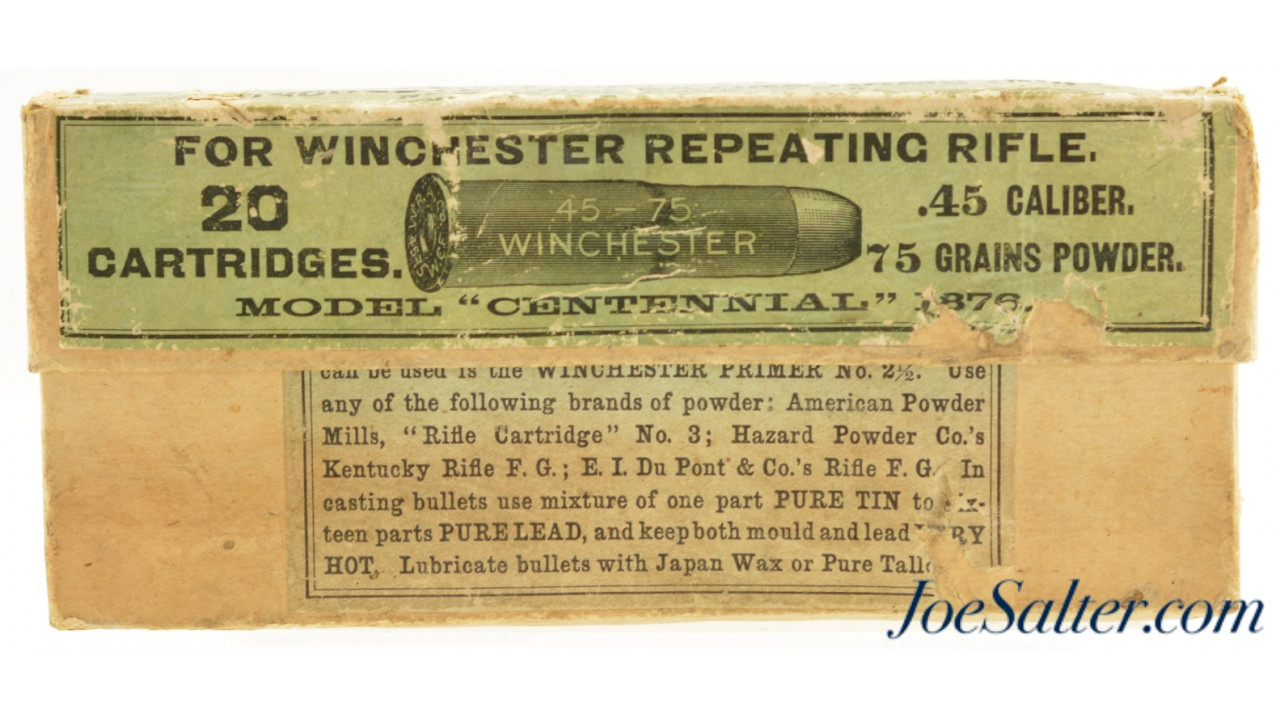 FOR WINCHESTER REPEATING RIFLE.
20
CARTRIDGES.
45-75
WINCHESTER
.45 CALIBER.
75 GRAINS POWDER.
MODEL "CENTENNIAL" 1876.
can be used is the WINCHESTER PRIMER No. 2½. Use
any of the following brands of powder: American Powder
Mills, "Rifle Cartridge" No. 3; Hazard Powder Co.'s
Kentucky Rifle F. G.; E. I. Du Pont & Co.'s Rifle F. G. In
casting bullets use mixture of one part PURE TIN to
teen parts PURE LEAD, and keep both mould and lead
HOT. Lubricate bullets with Japan Wax or Pure
JoeSalter.com